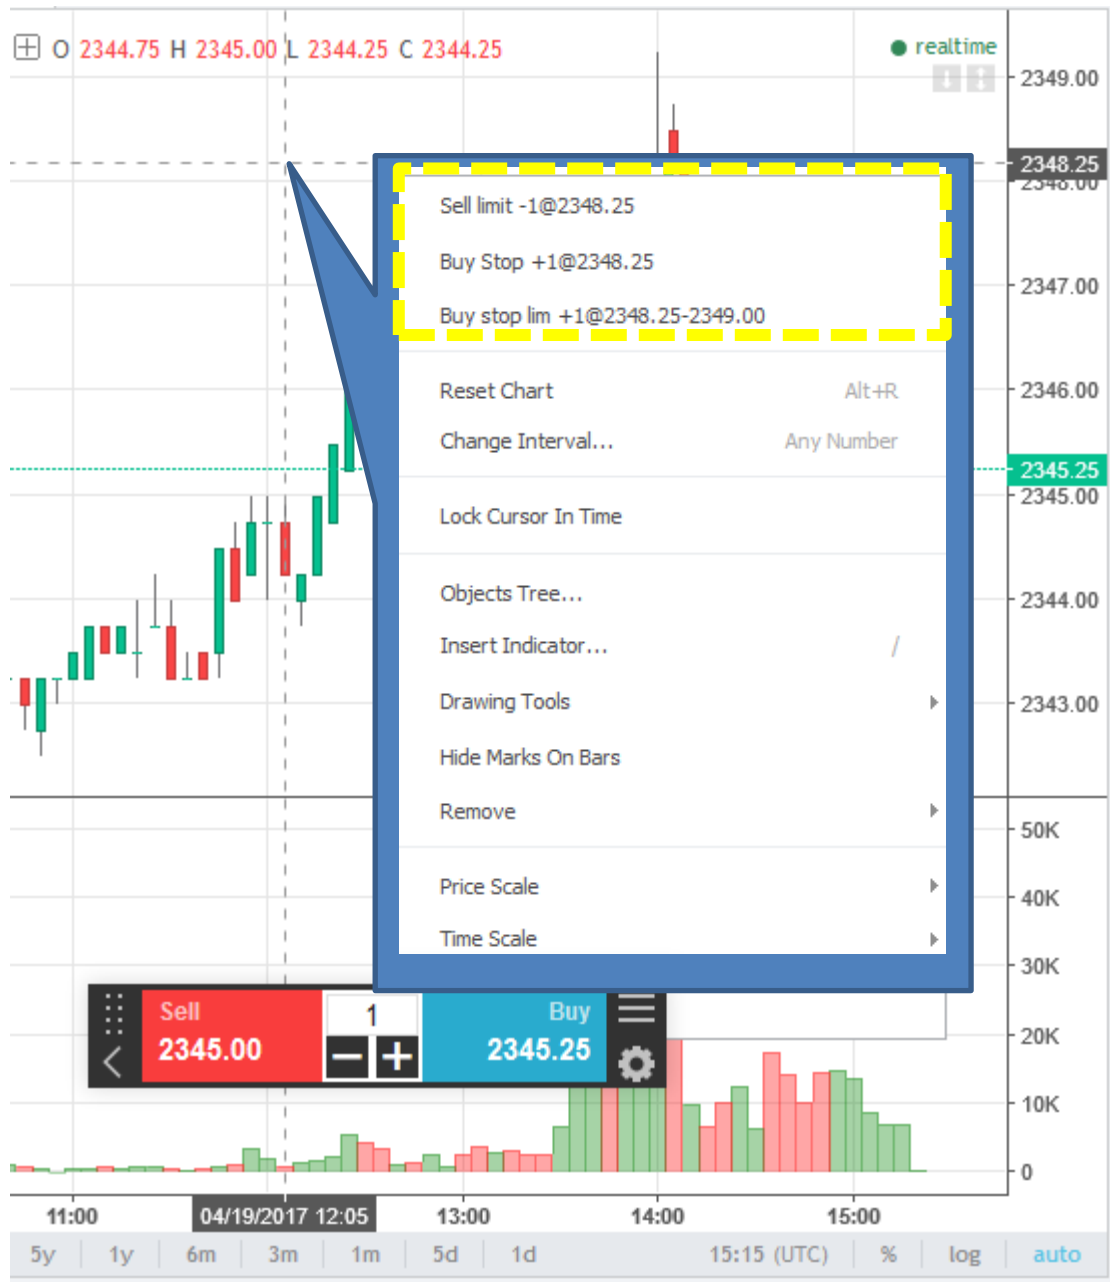 O 2344.75 H 2345.00 L 2344.25 C 2344.25
realtime
2349.00
2348.25
2348.00
Sell limit -1@2348.25
Buy Stop +1@2348.25
2347.00
Buy stop lim +1@2348.25-2349.00
Reset Chart Alt+R
2346.00
Change Interval... Any Number
2345.25
2345.00
Lock Cursor In Time
Objects Tree...
2344.00
Insert Indicator... /
Drawing Tools
2343.00
Hide Marks On Bars
Remove
50K
Price Scale
40K
Time Scale
30K
Sell 1 Buy
2345.00 2345.25
20K
10K
0
11:00 04/19/2017 12:05 13:00 14:00 15:00
5y 1y 6m 3m 1m 5d 1d 15:15 (UTC) % log auto